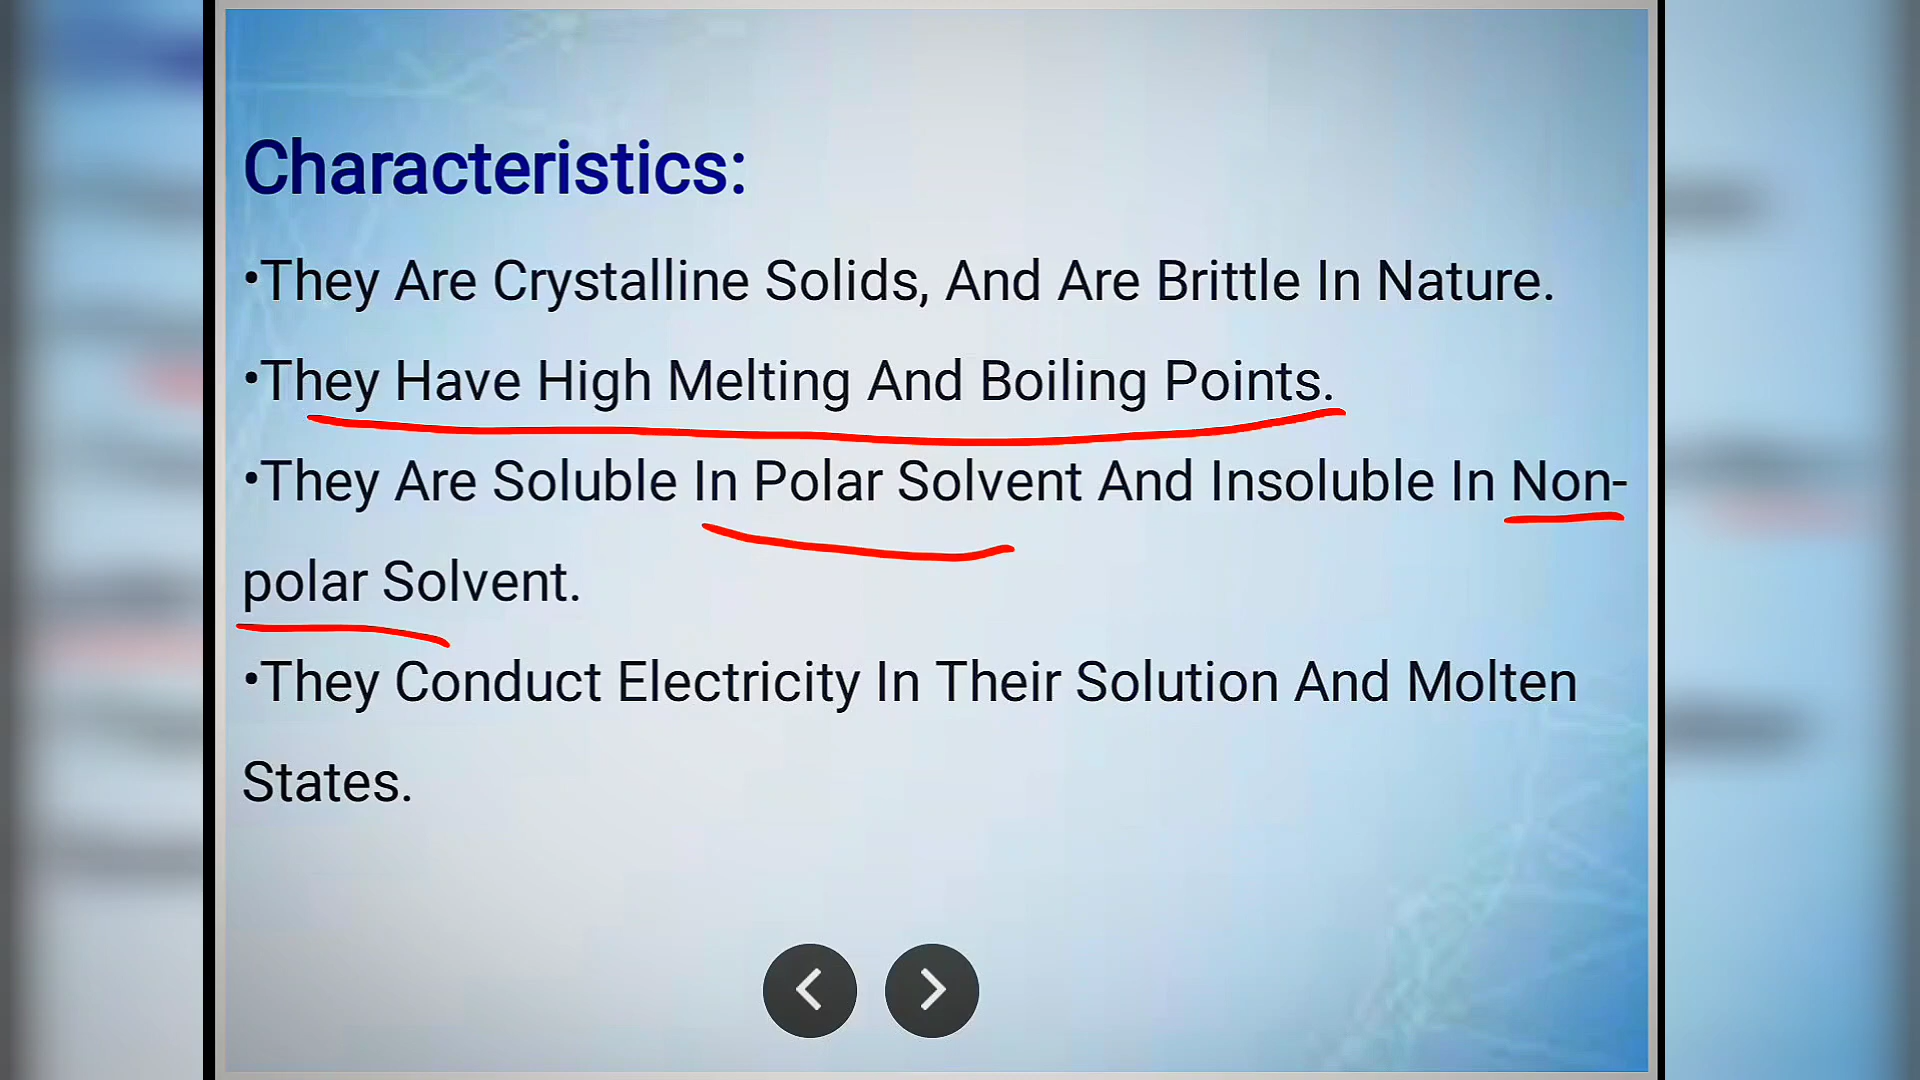 Characteristics:
•They Are Crystalline Solids, And Are Brittle In Nature.
•They Have High Melting And Boiling Points.
•They Are Soluble In Polar Solvent And Insoluble In Non-
polar Solvent.
•They Conduct Electricity In Their Solution And Molten
States.